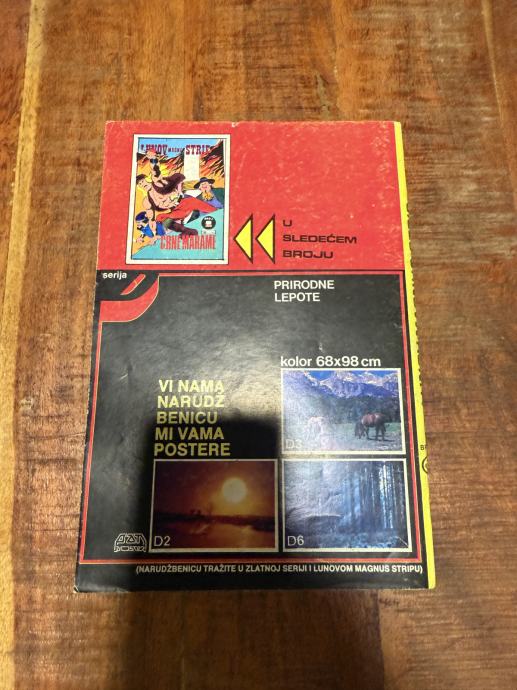 LUNOV MAGNUS STRIP
CRNE MARAME
U
SLEDEĆEM
BROJU
serija
D
PRIRODNE
LEPOTE
kolor 68x98 cm
VI NAMA
NARUDŽ
BENICU
MI VAMA
POSTERE
D3
D2
D6
(NARUDŽBENICU TRAŽITE U ZLATNOJ SERIJI I LUNOVOM MAGNUS STRIPU)